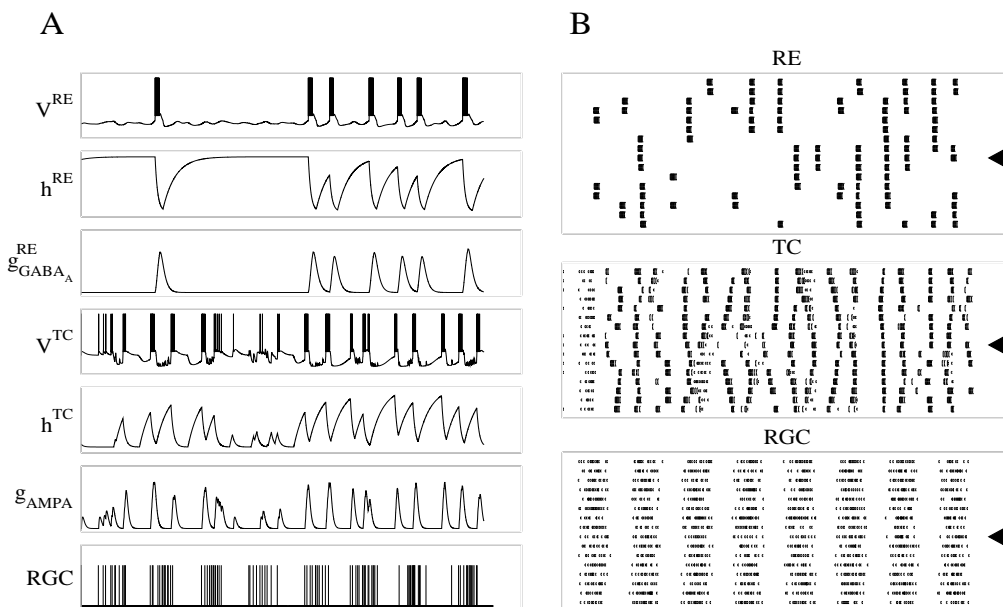 A
V^RE
h^RE
g^RE_GABA_A
V^TC
h^TC
g_AMPA
RGC
B
RE
TC
RGC